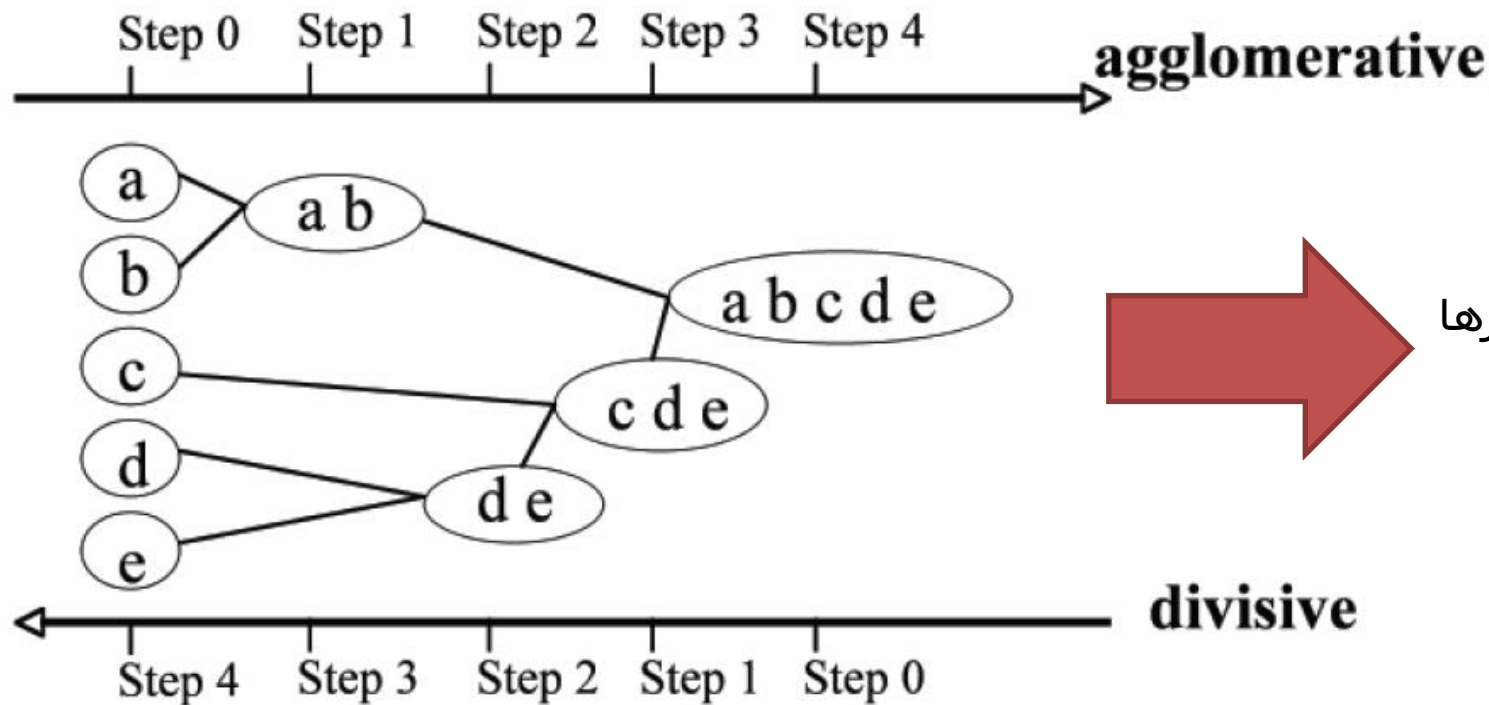 Step 0 Step 1 Step 2 Step 3 Step 4
agglomerative
a
a b
b
a b c d e
c
c d e
d
d e
e
divisive
Step 4 Step 3 Step 2 Step 1 Step 0